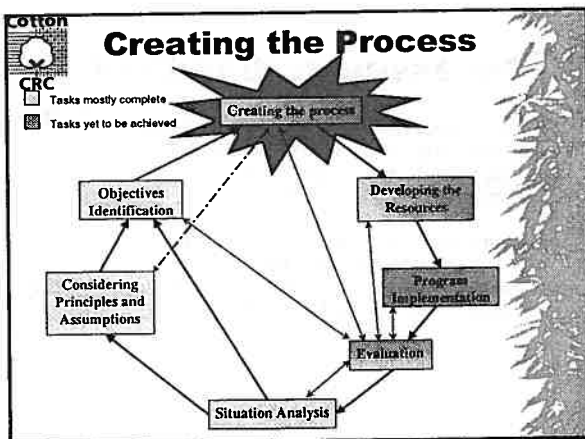 Cotton
CRC
Creating the Process
Tasks mostly complete
Tasks yet to be achieved
Creating the process
Objectives
Identification
Developing the
Resources
Considering
Principles and
Assumptions
Program
Implementation
Evaluation
Situation Analysis